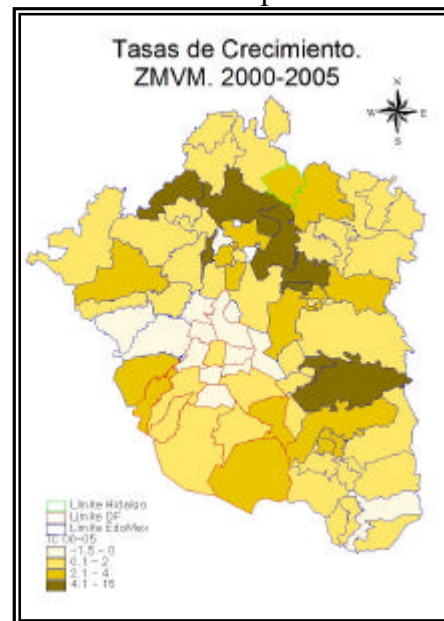 Tasas de Crecimiento.
ZMVM. 2000-2005
N
W E
S
Límite Hidalgo
Límite DF
Límite EdoMex
TC 00-05
-1.5 - 0
0.1 - 2
2.1 - 4
4.1 - 16